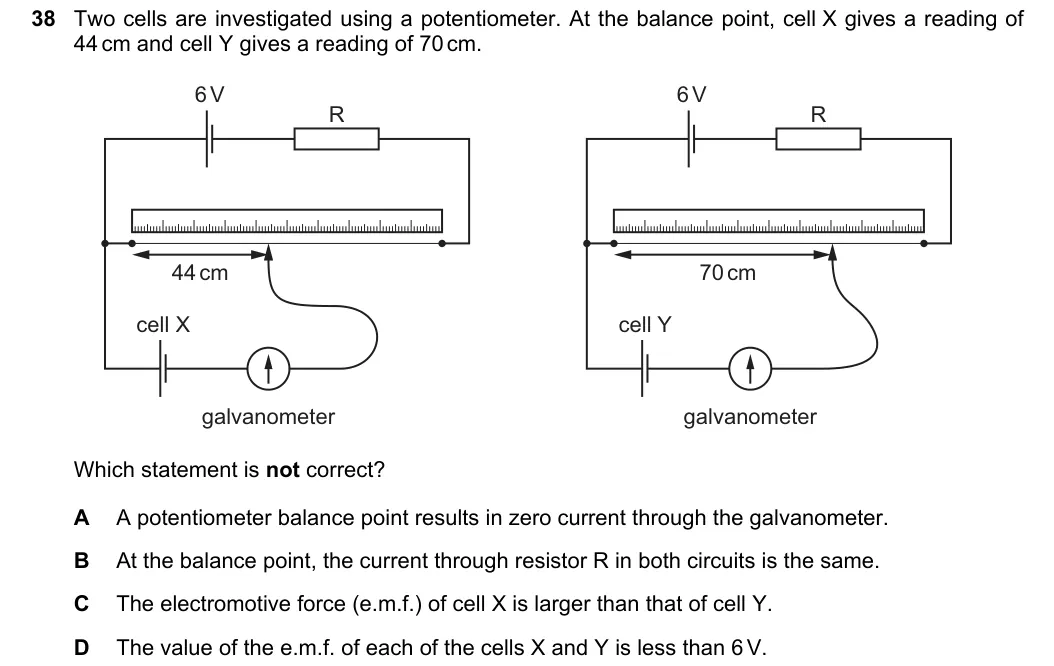 38 Two cells are investigated using a potentiometer. At the balance point, cell X gives a reading of
44 cm and cell Y gives a reading of 70 cm.
6 V
R
44 cm
cell X
galvanometer
6 V
R
70 cm
cell Y
galvanometer
Which statement is not correct?
A A potentiometer balance point results in zero current through the galvanometer.
B At the balance point, the current through resistor R in both circuits is the same.
C The electromotive force (e.m.f.) of cell X is larger than that of cell Y.
D The value of the e.m.f. of each of the cells X and Y is less than 6 V.